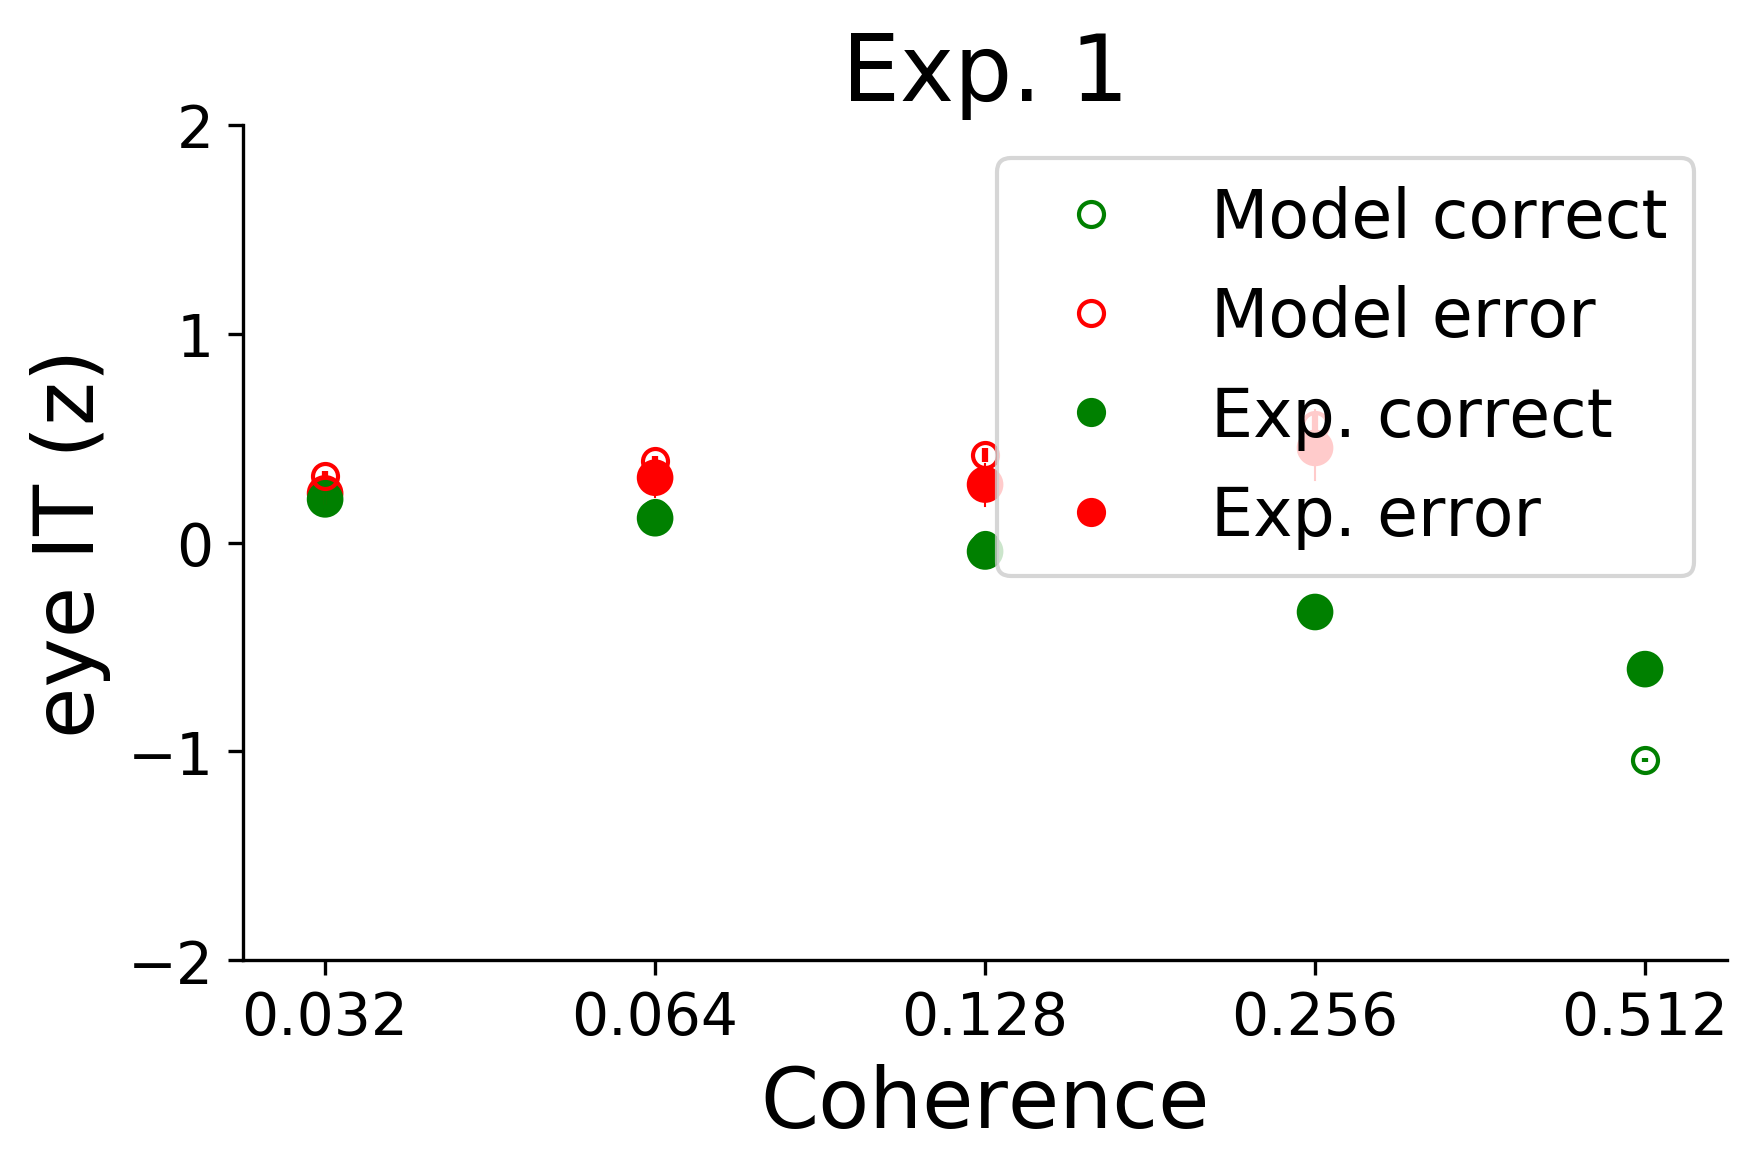 Exp. 1
eye IT (z)
2
1
0
−1
−2
Model correct
Model error
Exp. correct
Exp. error
0.032 0.064 0.128 0.256 0.512
Coherence